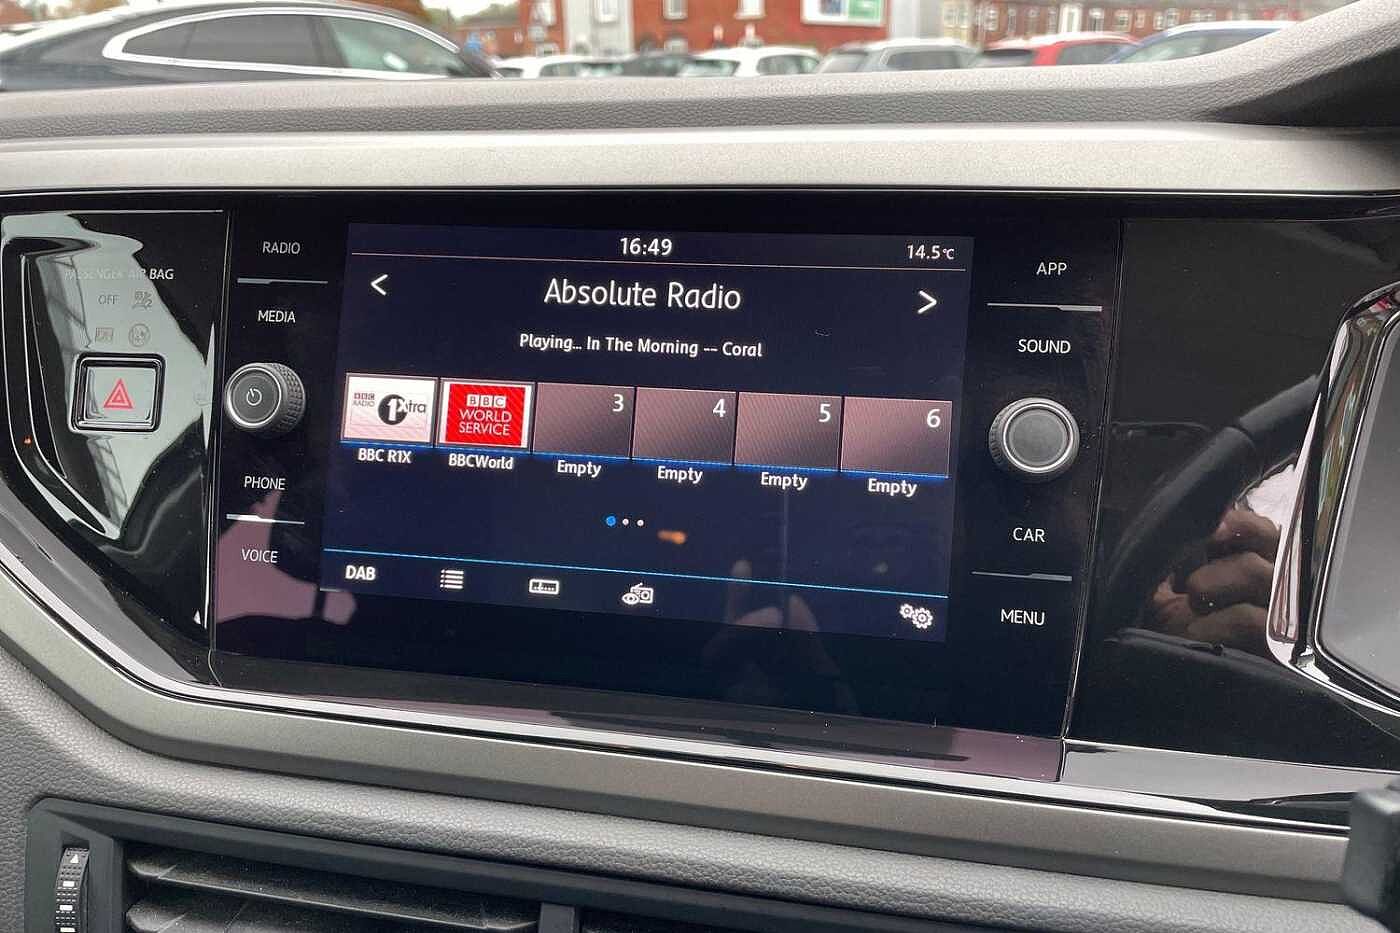 16:49
14.5°C
RADIO
MEDIA
PHONE
VOICE
PASSENGER AIR BAG
OFF
<
Absolute Radio
>
Playing... In The Morning -- Coral
BBC
RADIO
1Xtra
BBC
WORLD
SERVICE
3
4
5
6
BBC R1X
BBCWorld
Empty
Empty
Empty
Empty
DAB
APP
SOUND
CAR
MENU